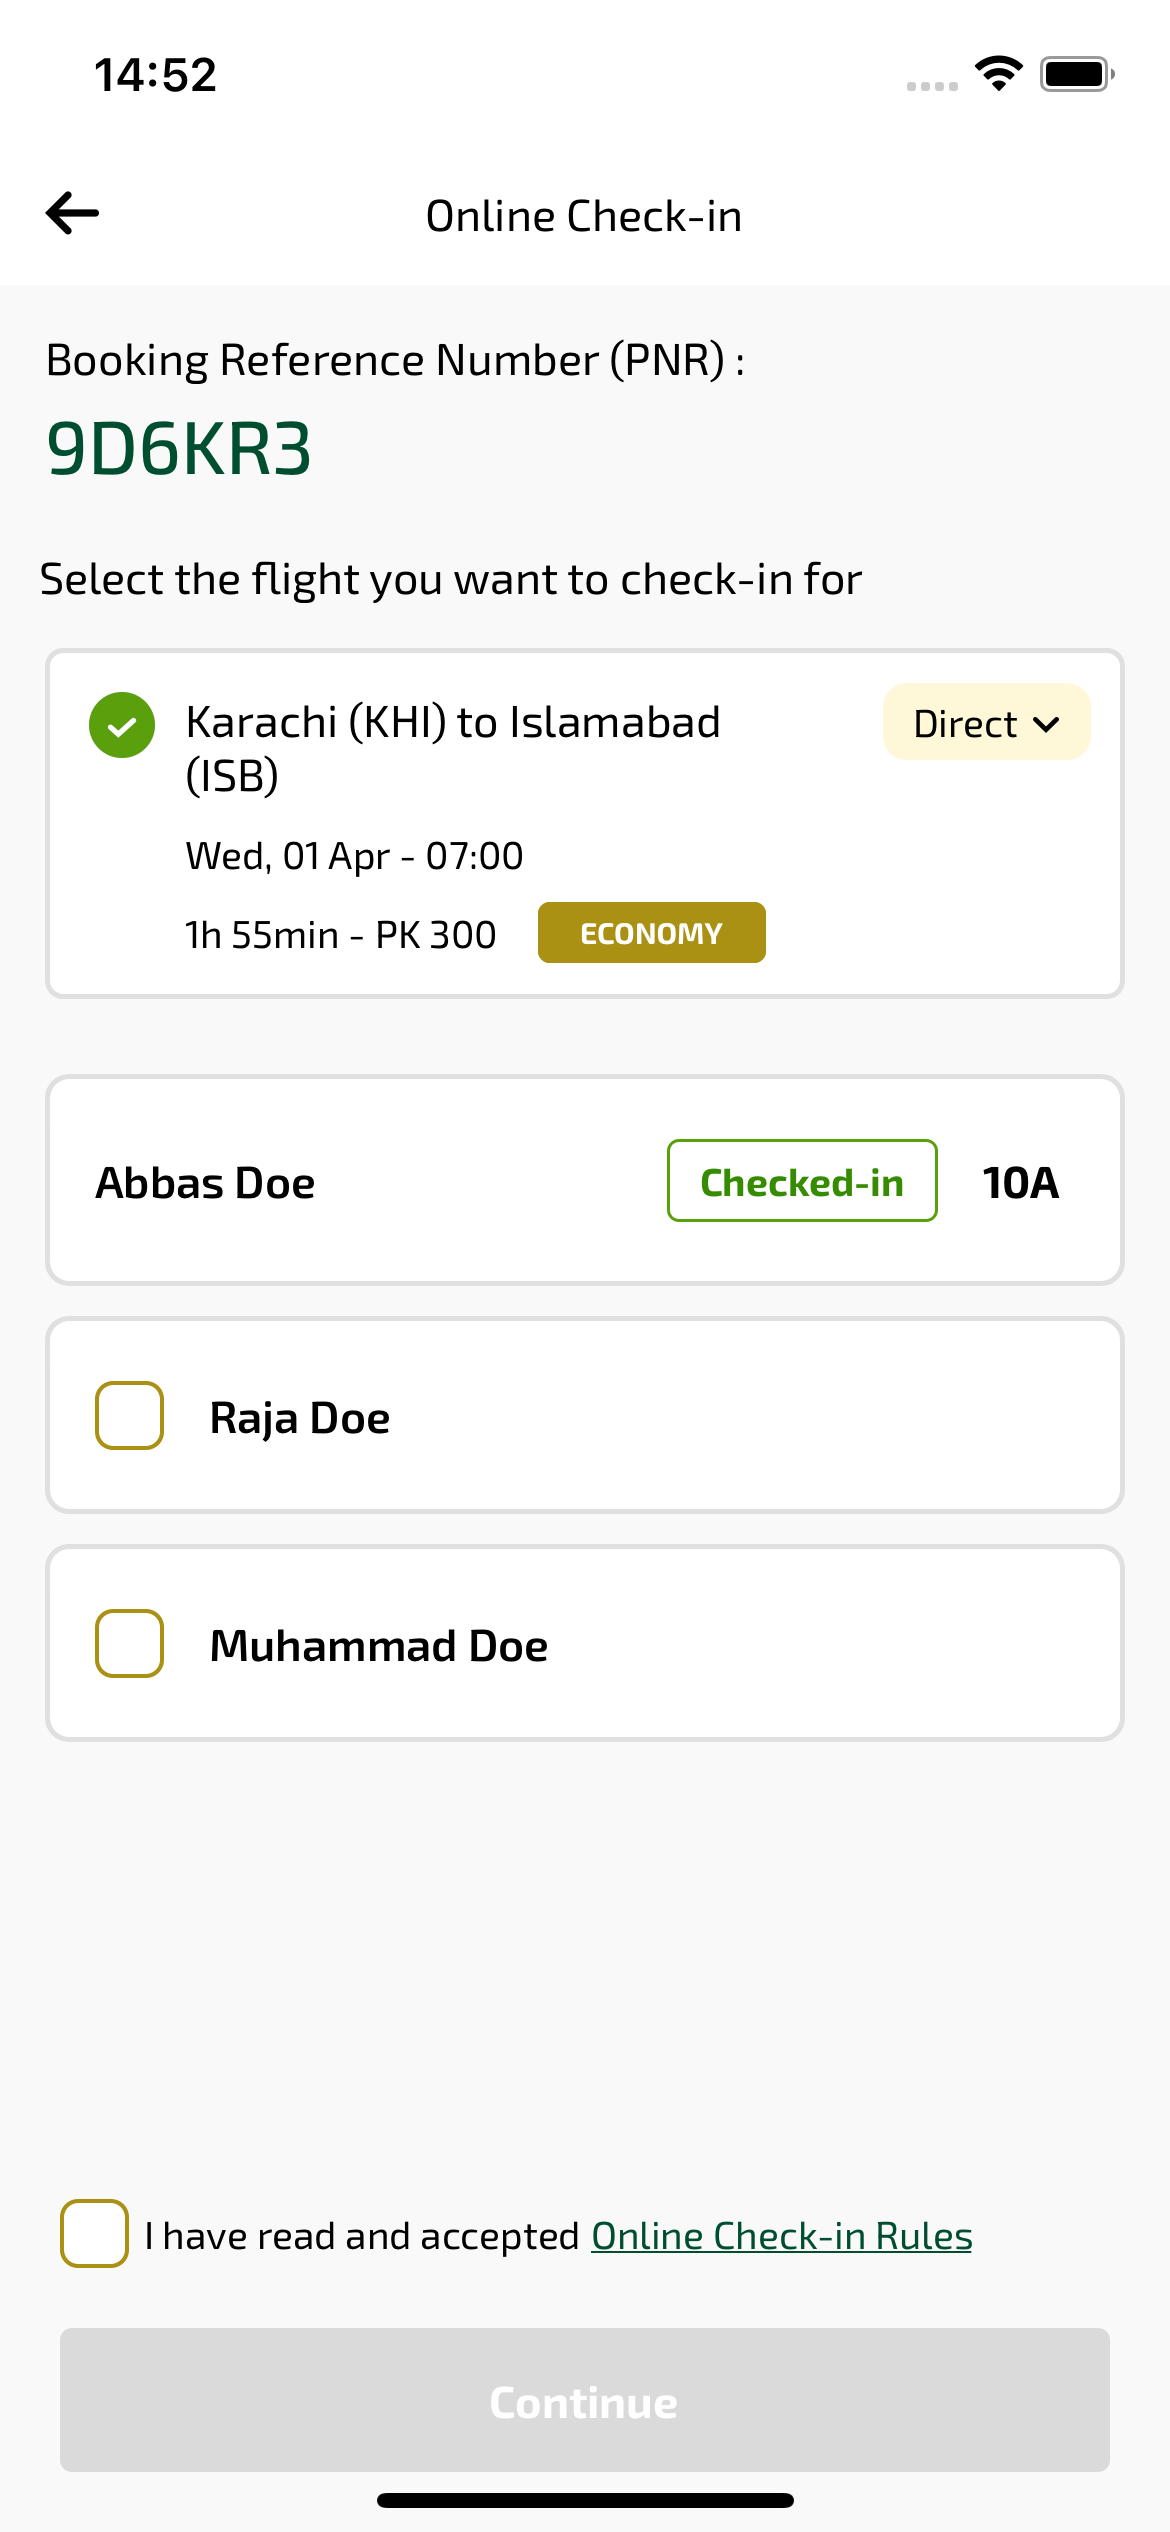 14:52
Online Check-in
Booking Reference Number (PNR) :
9D6KR3
Select the flight you want to check-in for
Karachi (KHI) to Islamabad
(ISB)
Direct
Wed, 01 Apr - 07:00
1h 55min - PK 300
ECONOMY
Abbas Doe
Checked-in
10A
Raja Doe
Muhammad Doe
I have read and accepted Online Check-in Rules
Continue